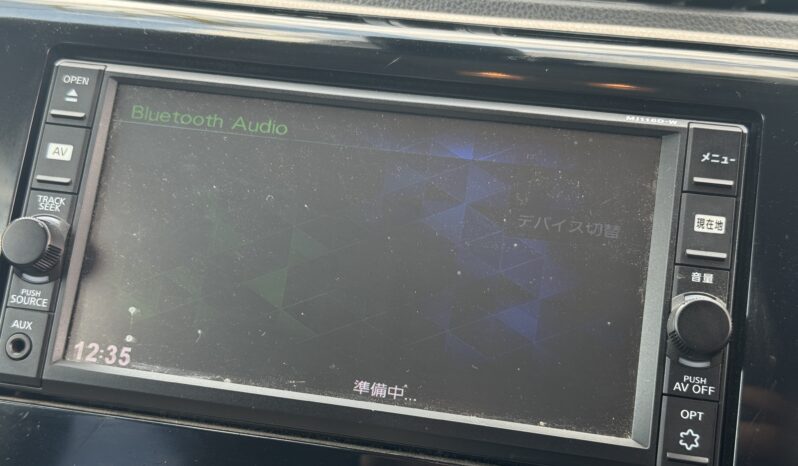 OPEN
AV
TRACK
SEEK
PUSH
SOURCE
AUX
MJ116D-W
Bluetooth Audio
デバイス切替
12:35
準備中...
メニュー
現在地
音量
PUSH
AV OFF
OPT